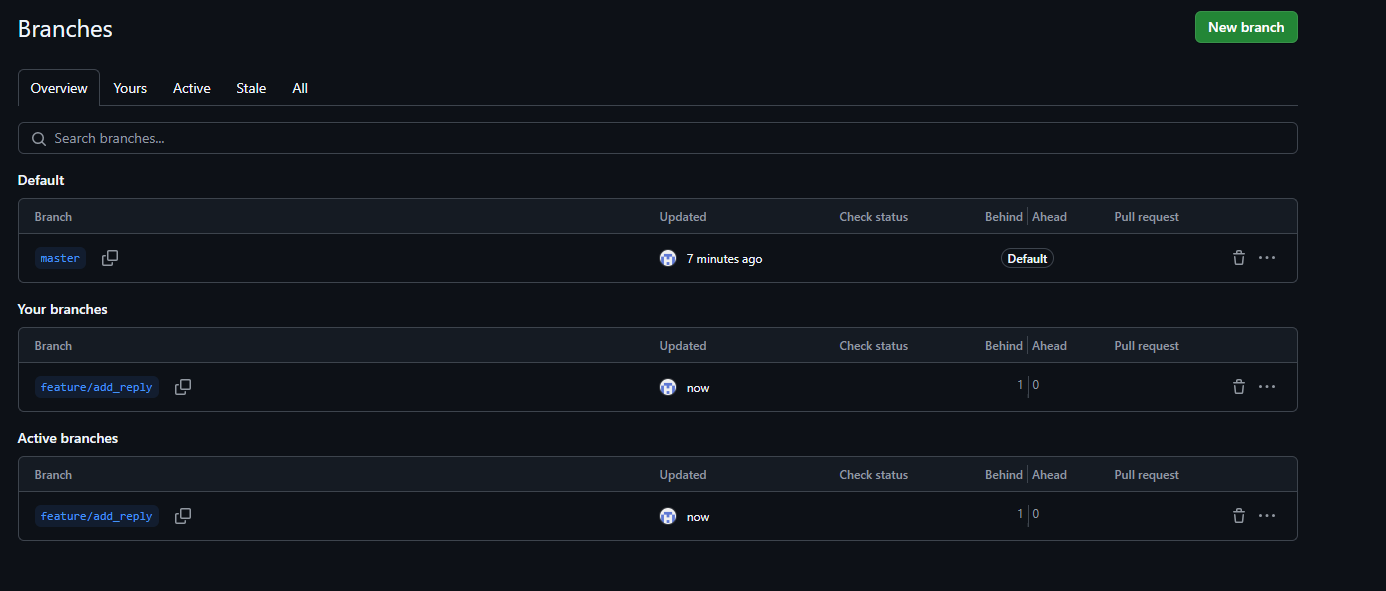 Branches
New branch
Overview Yours Active Stale All
Search branches...
Default
Branch Updated Check status Behind Ahead Pull request
master 7 minutes ago Default
Your branches
Branch Updated Check status Behind Ahead Pull request
feature/add_reply now 1 0
Active branches
Branch Updated Check status Behind Ahead Pull request
feature/add_reply now 1 0